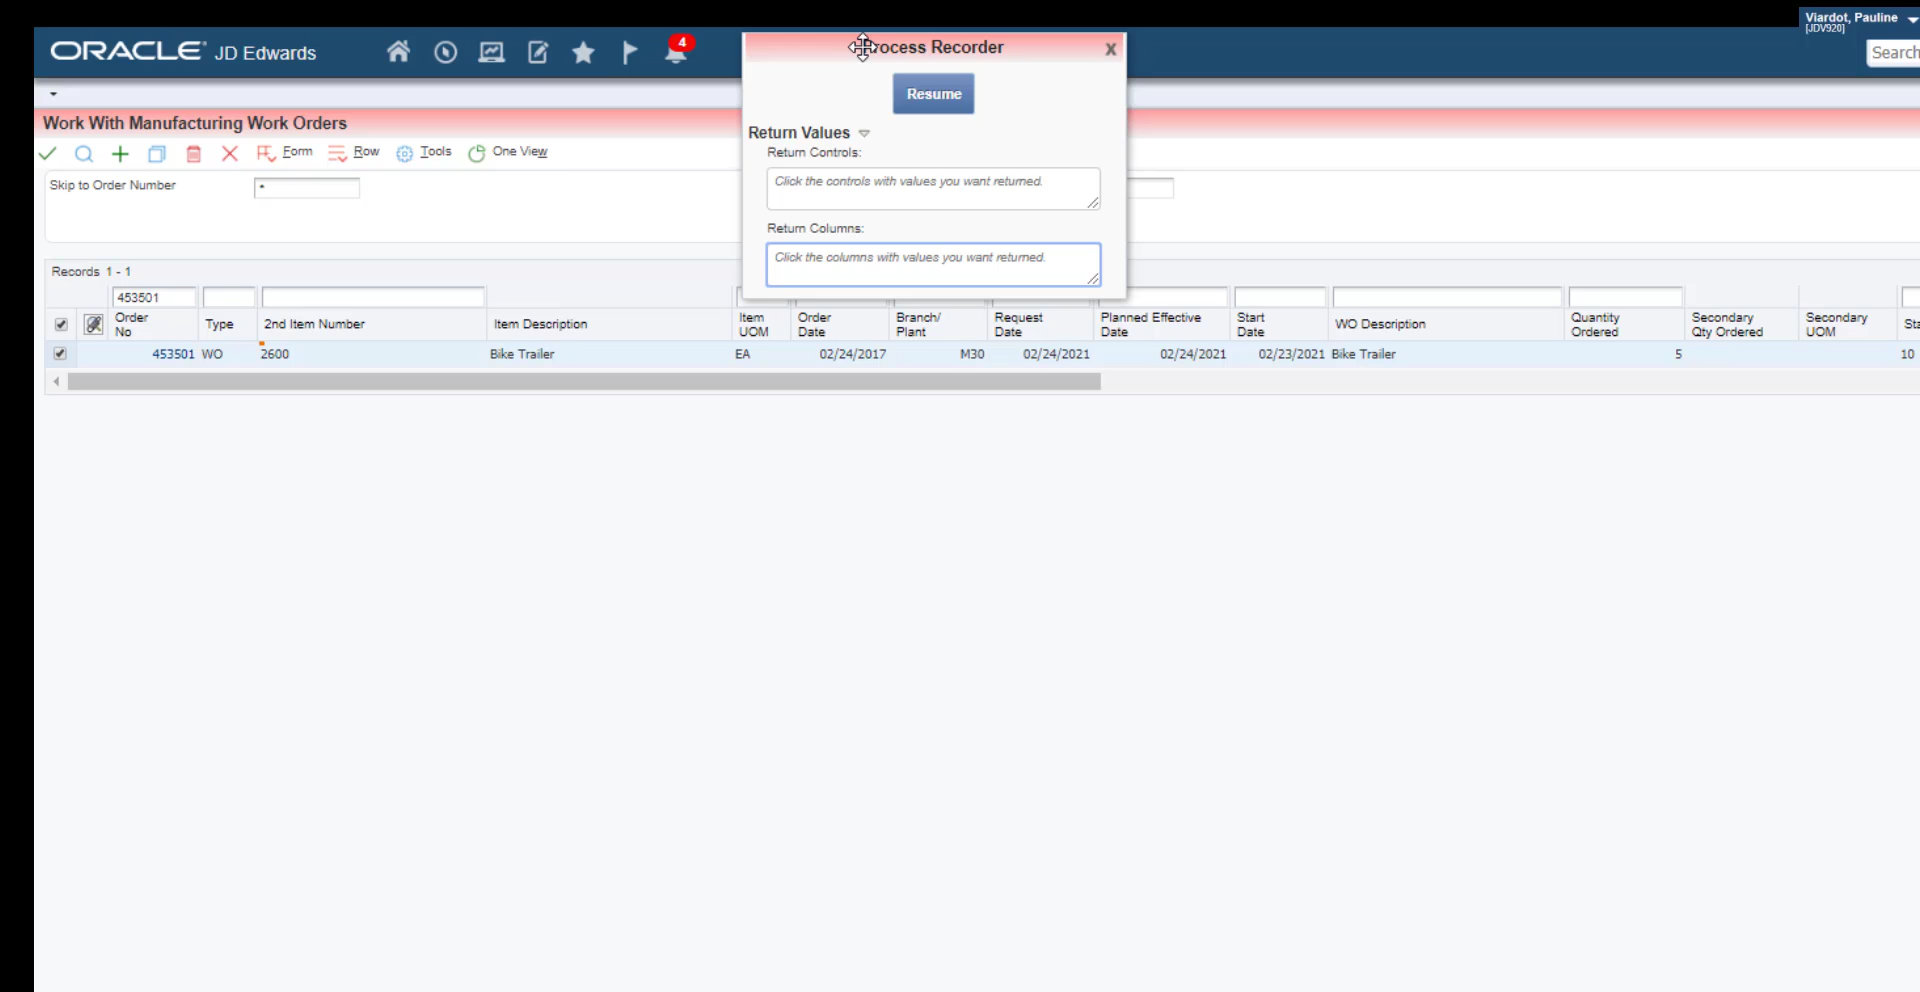 Viardot, Pauline
[JDV920]
ORACLE JD Edwards
4
Search
Process Recorder
X
Resume
Return Values
Return Controls:
Click the controls with values you want returned.
Return Columns:
Click the columns with values you want returned.
Work With Manufacturing Work Orders
Form Row Tools One View
Skip to Order Number *
Records 1 - 1
453501
Order No Type 2nd Item Number Item Description Item UOM Order Date Branch/ Plant Request Date Planned Effective Date Start Date WO Description Quantity Ordered Secondary Qty Ordered Secondary UOM
453501 WO 2600 Bike Trailer EA 02/24/2017 M30 02/24/2021 02/24/2021 02/23/2021 Bike Trailer 5 10